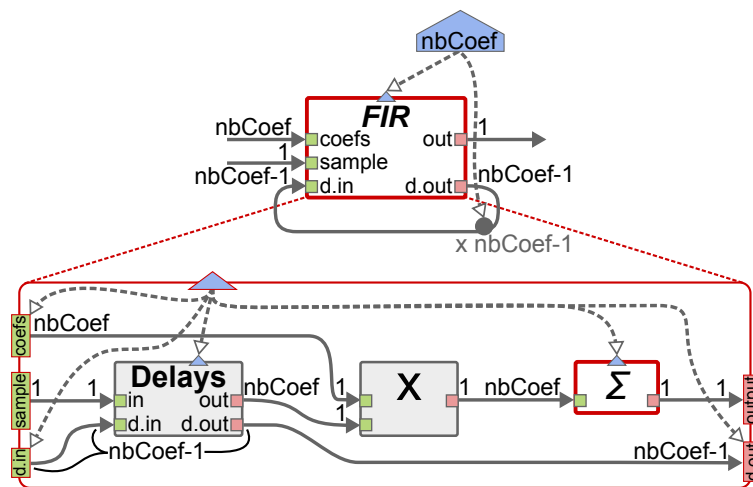 nbCoef
FIR
nbCoef
coefs
out
1
1
sample
nbCoef-1
d.in
d.out
nbCoef-1
x nbCoef-1
coefs
nbCoef
Delays
X
Σ
sample
1
1
in
out
nbCoef
1
1
nbCoef
1
1
output
d.in
d.out
1
d.in
nbCoef-1
nbCoef-1
d.out